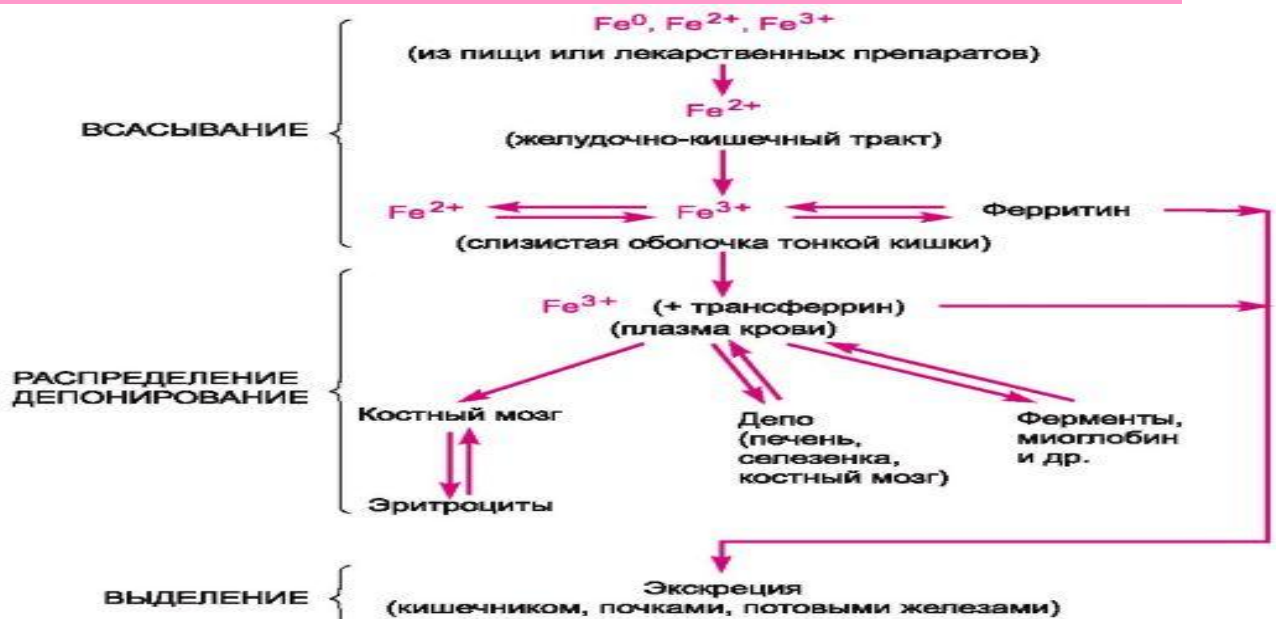 Fe⁰, Fe²⁺, Fe³⁺
(из пищи или лекарственных препаратов)
Fe²⁺
ВСАСЫВАНИЕ
(желудочно-кишечный тракт)
Fe²⁺ Fe³⁺ Ферритин
(слизистая оболочка тонкой кишки)
Fe³⁺ (+ трансферрин)
(плазма крови)
РАСПРЕДЕЛЕНИЕ
ДЕПОНИРОВАНИЕ
Костный мозг
Эритроциты
Депо
(печень,
селезенка,
костный мозг)
Ферменты,
миоглобин
и др.
ВЫДЕЛЕНИЕ
Экскреция
(кишечником, почками, потовыми железами)